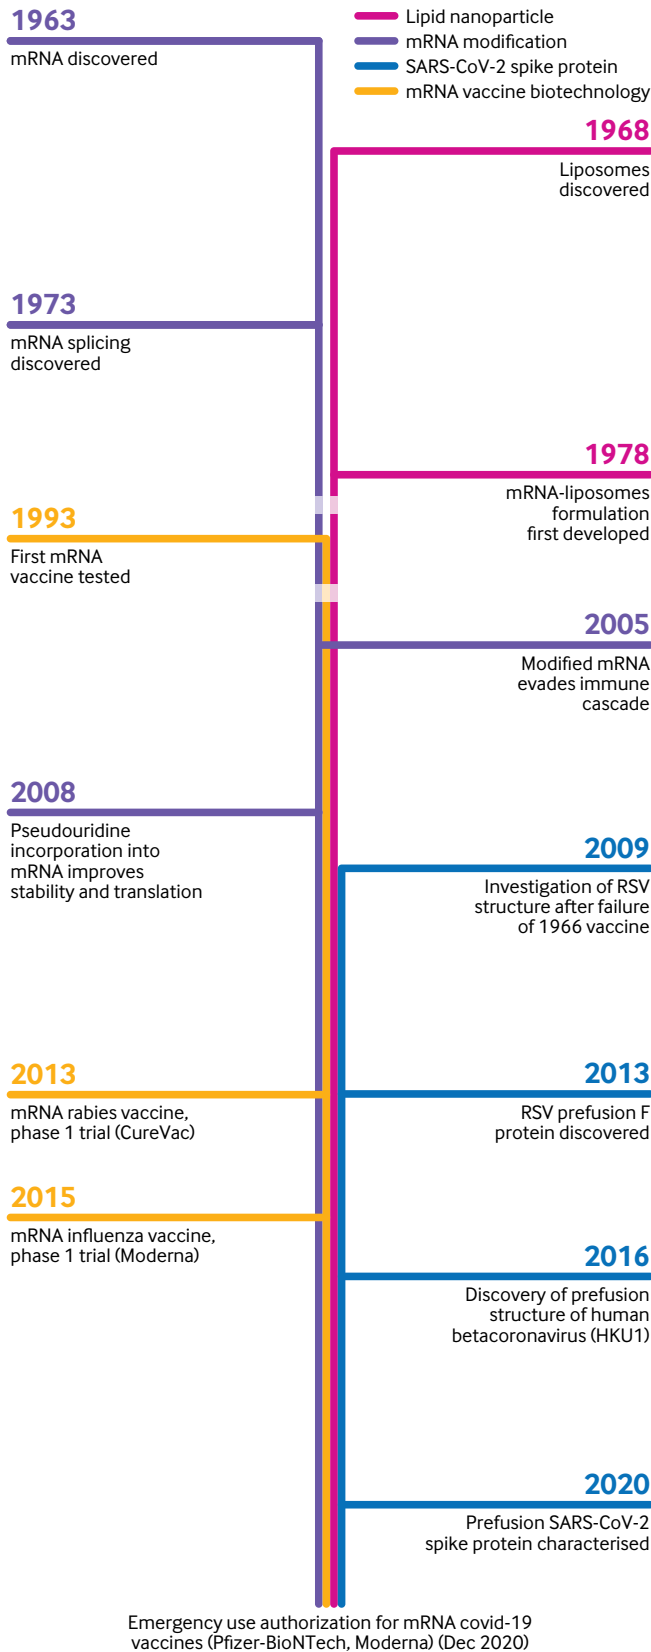 1963
mRNA discovered
Lipid nanoparticle
mRNA modification
SARS-CoV-2 spike protein
mRNA vaccine biotechnology
1968
Liposomes
discovered
1973
mRNA splicing
discovered
1978
mRNA-liposomes
formulation
first developed
1993
First mRNA
vaccine tested
2005
Modified mRNA
evades immune
cascade
2008
Pseudouridine
incorporation into
mRNA improves
stability and translation
2009
Investigation of RSV
structure after failure
of 1966 vaccine
2013
mRNA rabies vaccine,
phase 1 trial (CureVac)
2013
RSV prefusion F
protein discovered
2015
mRNA influenza vaccine,
phase 1 trial (Moderna)
2016
Discovery of prefusion
structure of human
betacoronavirus (HKU1)
2020
Prefusion SARS-CoV-2
spike protein characterised
Emergency use authorization for mRNA covid-19
vaccines (Pfizer-BioNTech, Moderna) (Dec 2020)